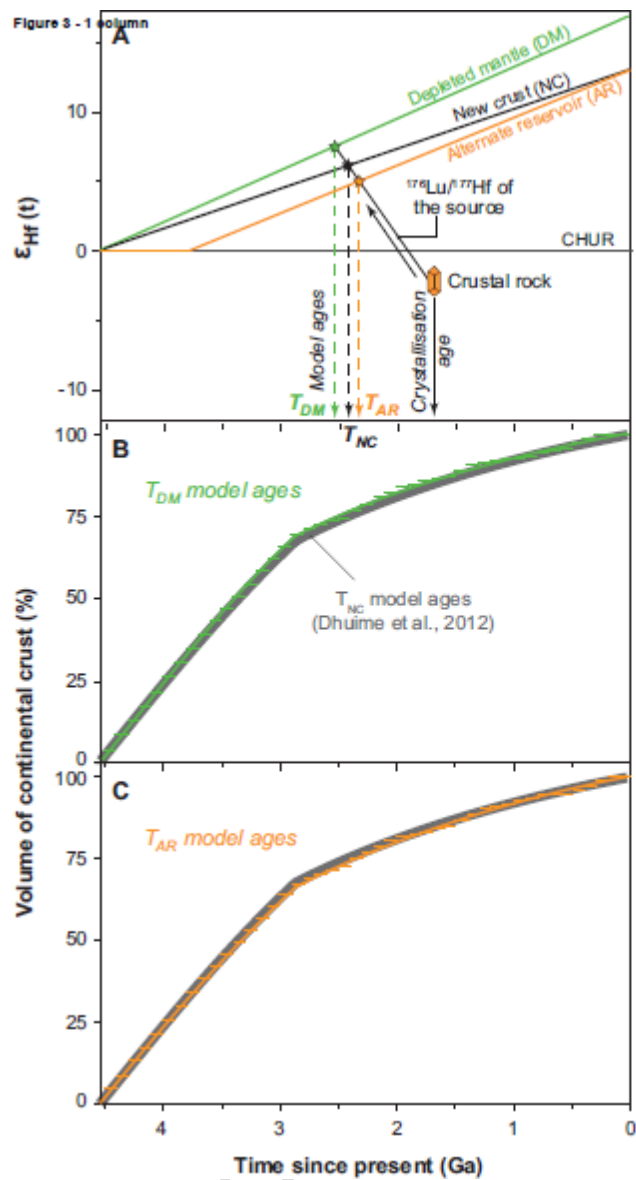 Figure 3 - 1 column
A
Depleted mantle (DM)
New crust (NC)
Alternate reservoir (AR)
10
0
-10
εHf (t)
¹⁷⁶Lu/¹⁷⁷Hf of
the source
CHUR
Crustal rock
Model ages
Crystallisation
age
TDM
TAR
TNC
B
100
75
50
25
0
TDM model ages
TNC model ages
(Dhuime et al., 2012)
Volume of continental crust (%)
C
100
75
50
25
0
TAR model ages
4
3
2
1
0
Time since present (Ga)